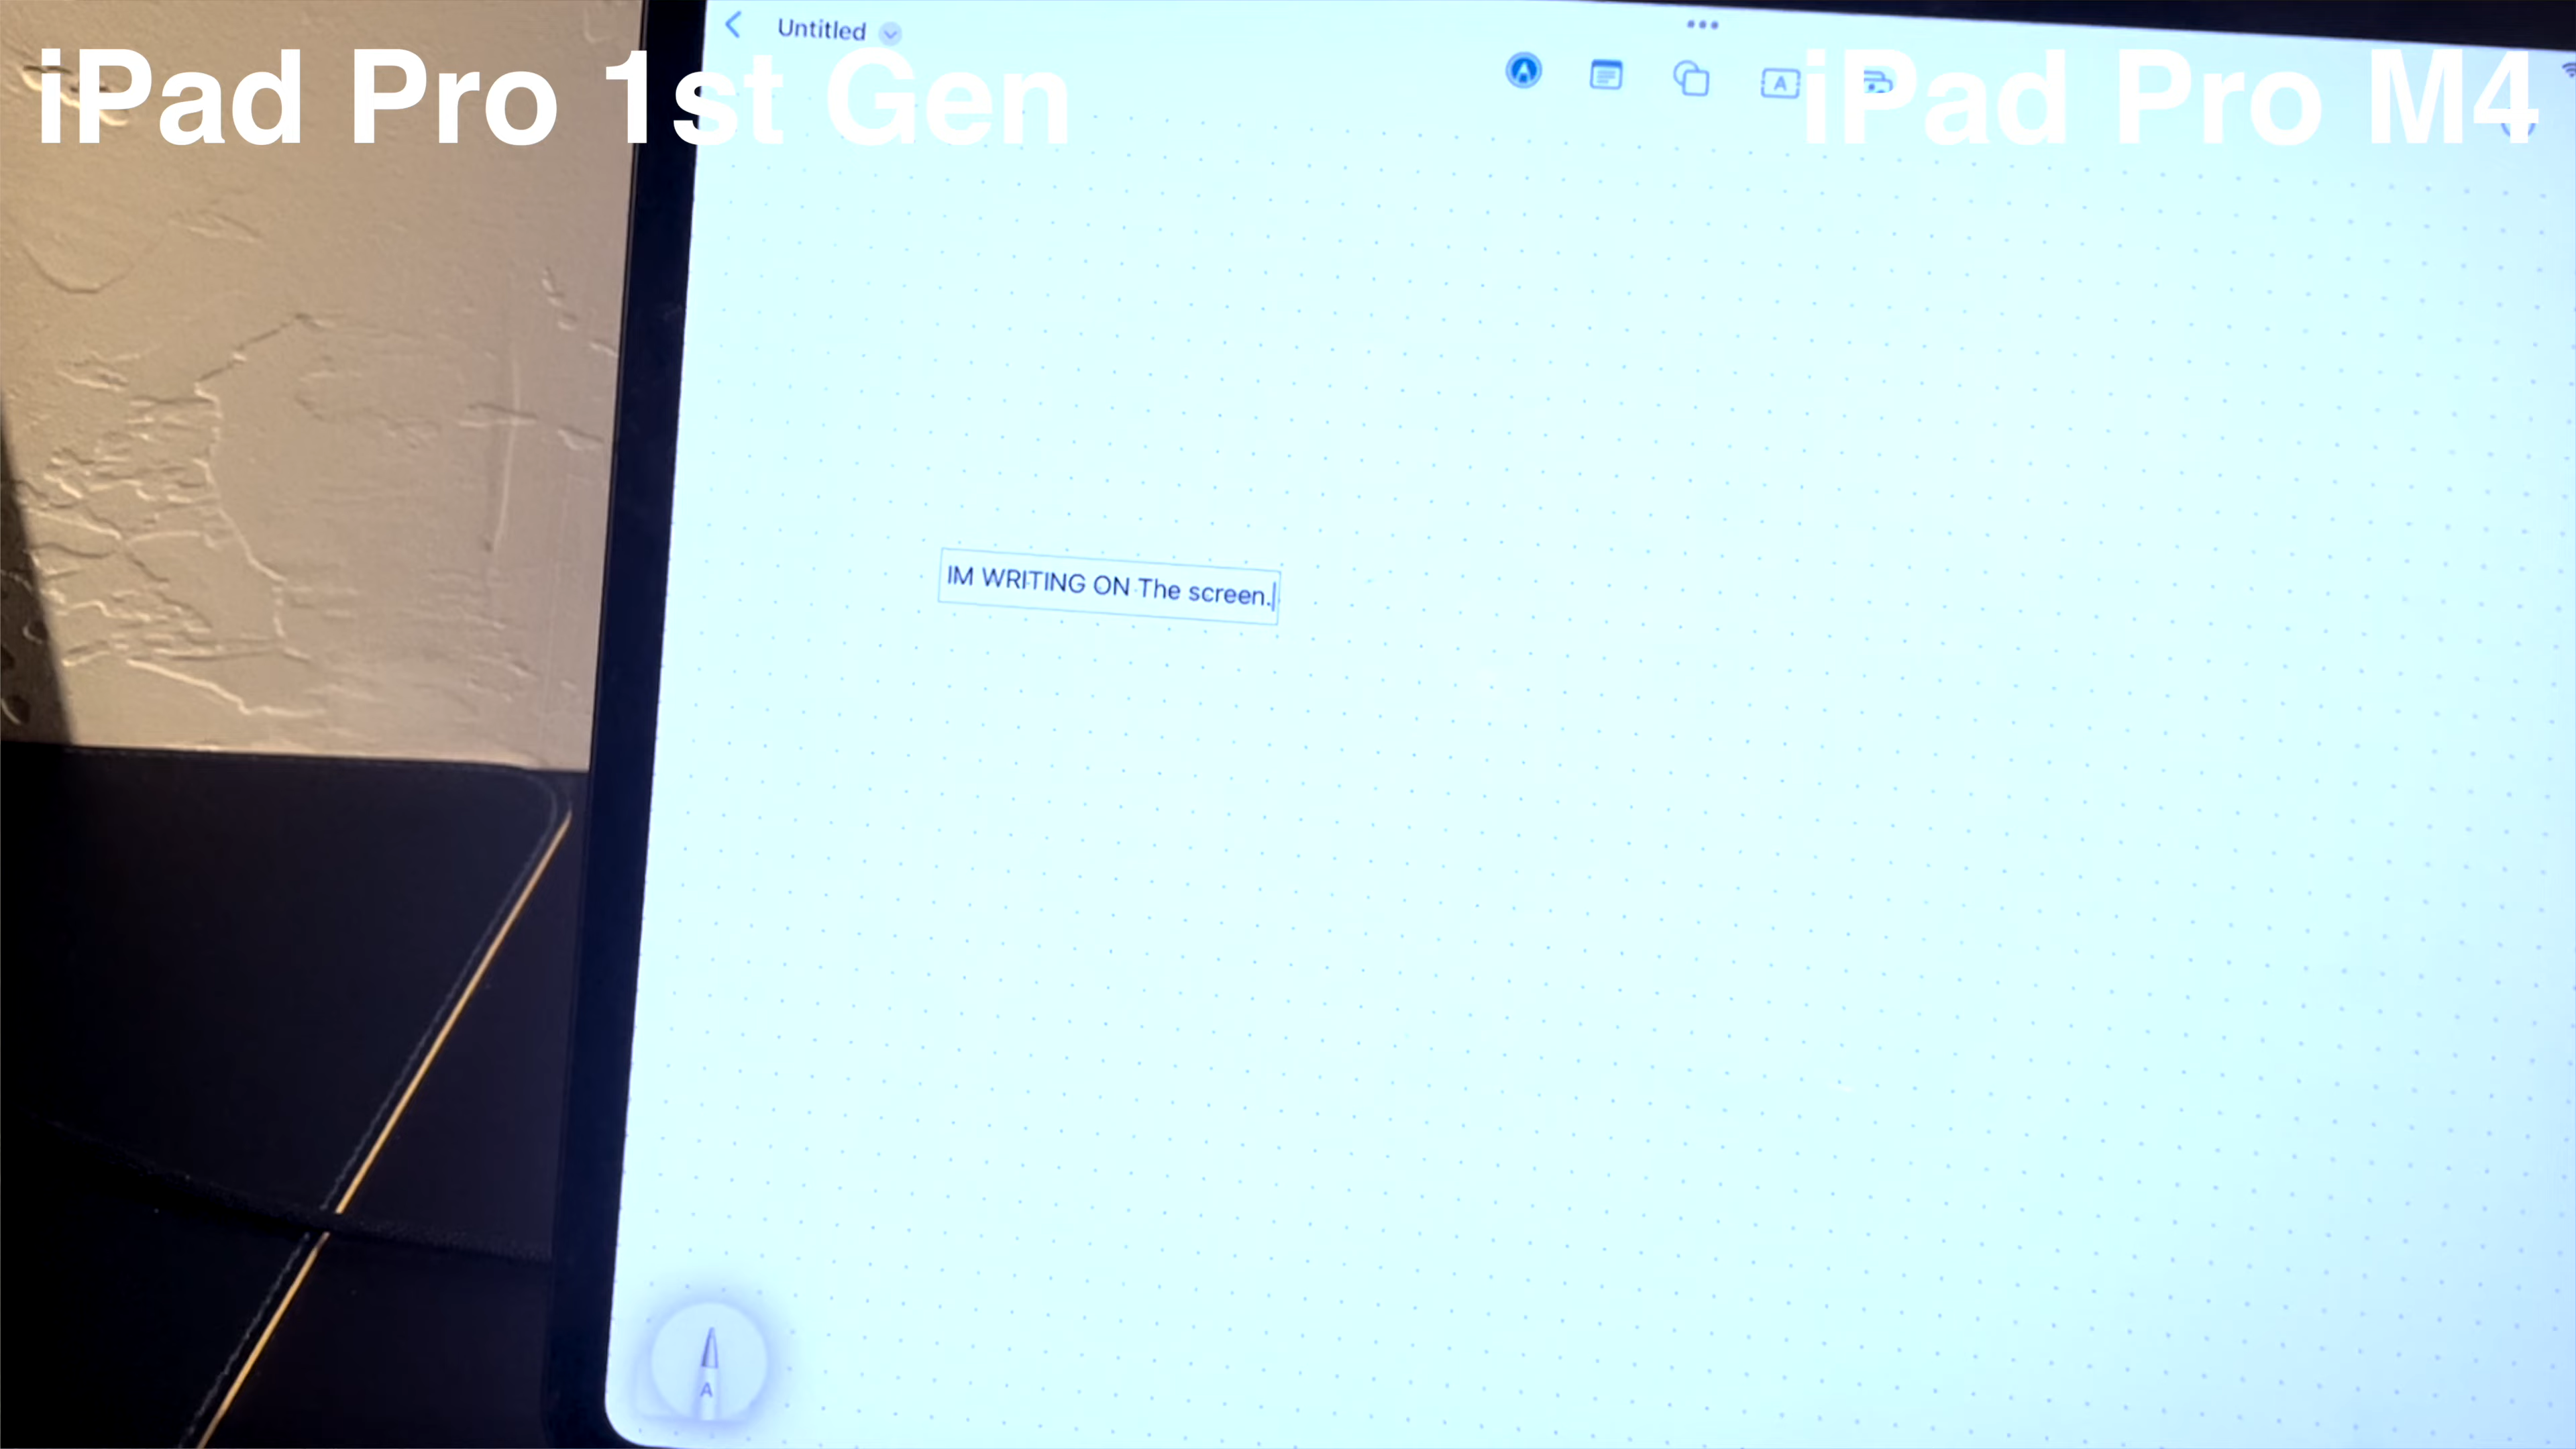 Untitled
iPad Pro 1st Gen
iPad Pro M4
A
IM WRITING ON The screen.
A